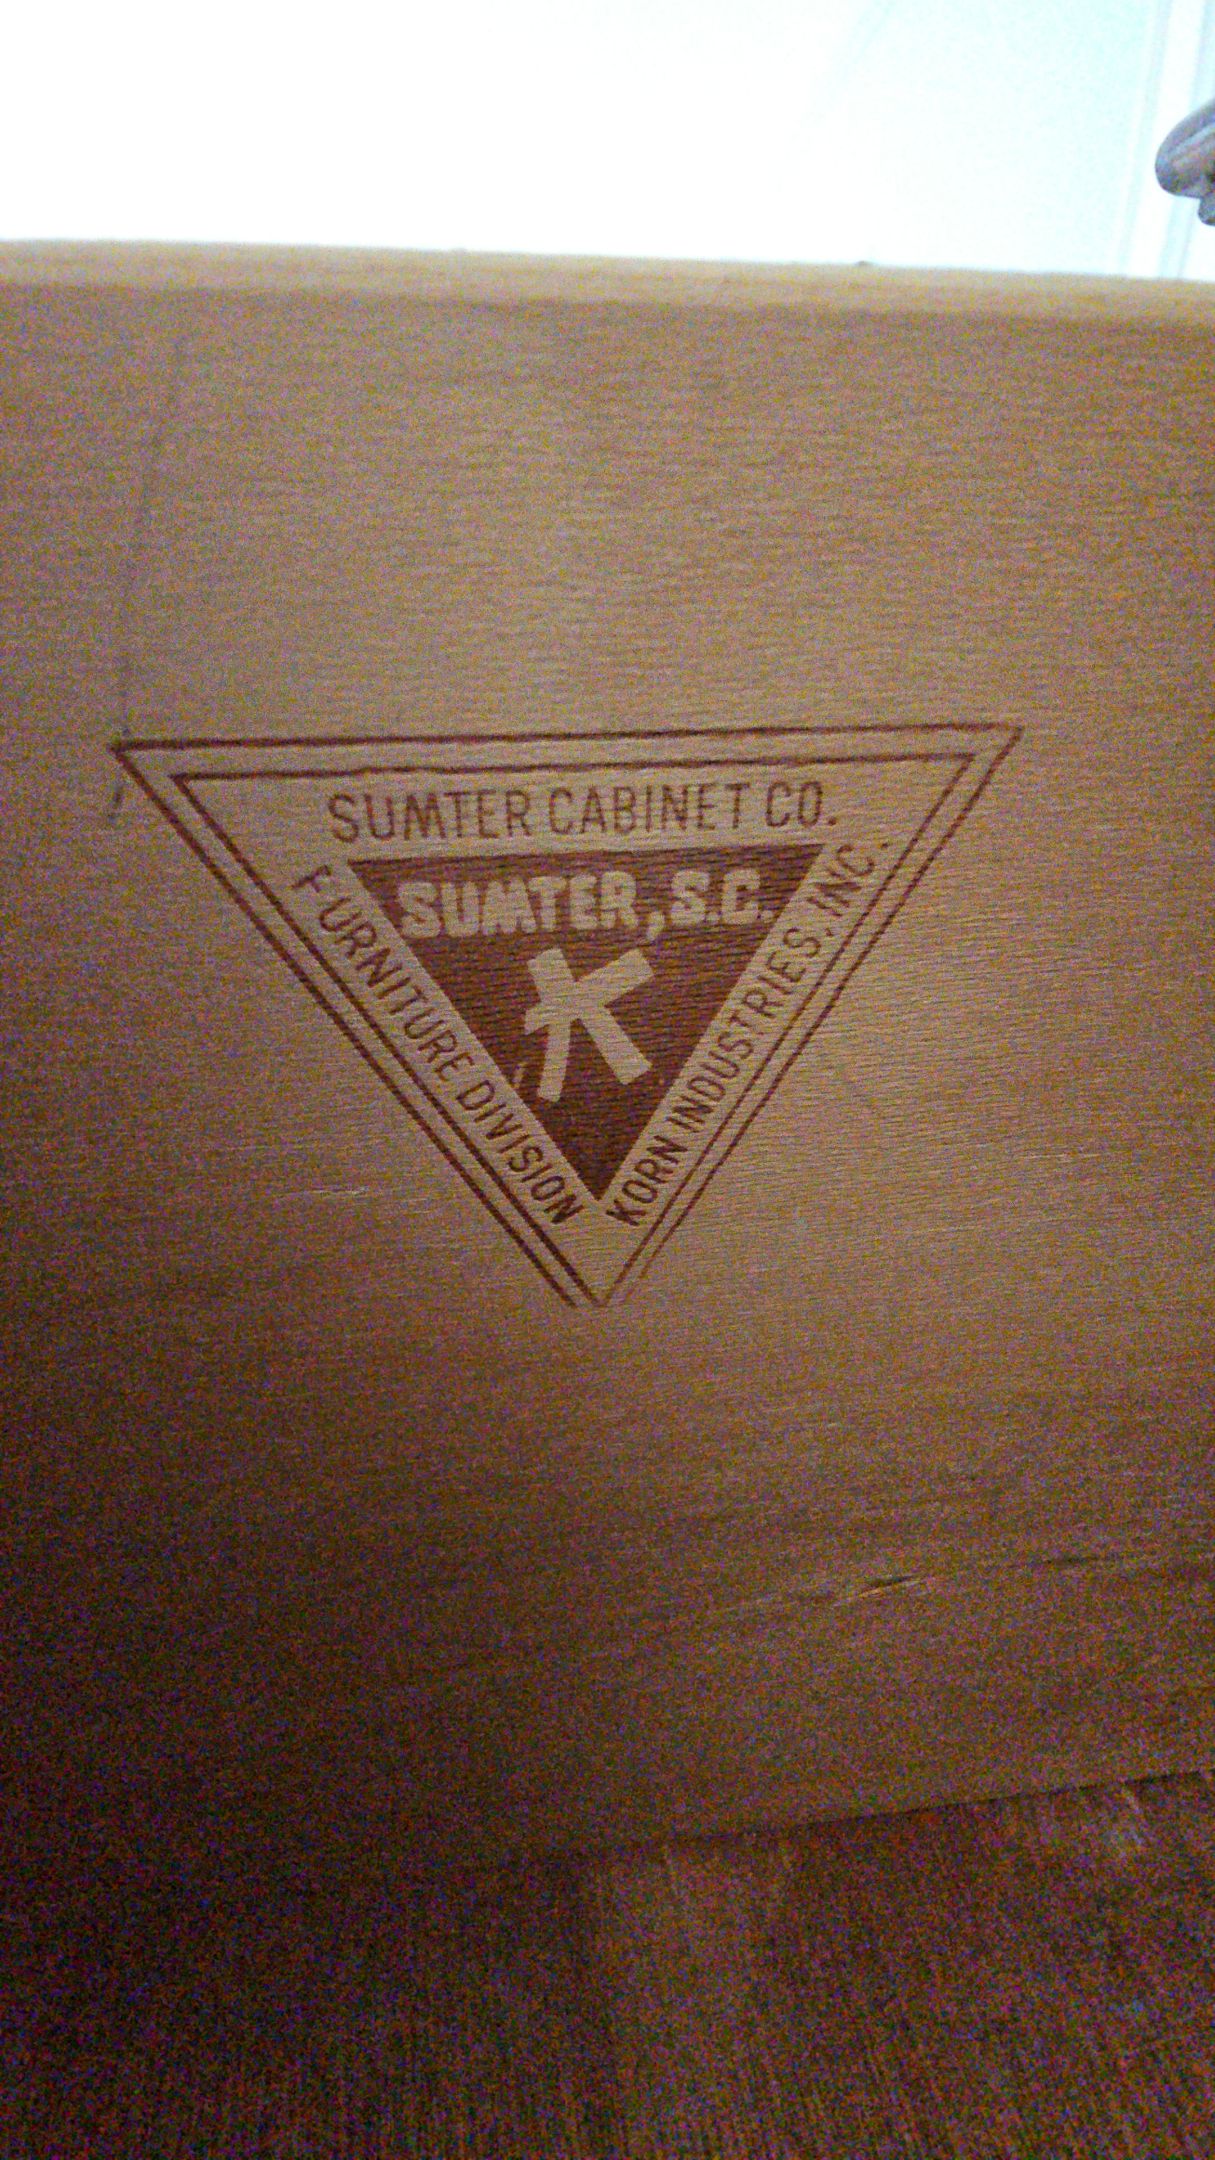 SUMTER CABINET CO.
SUMTER, S.C.
K
FURNITURE DIVISION
KORN INDUSTRIES, INC.